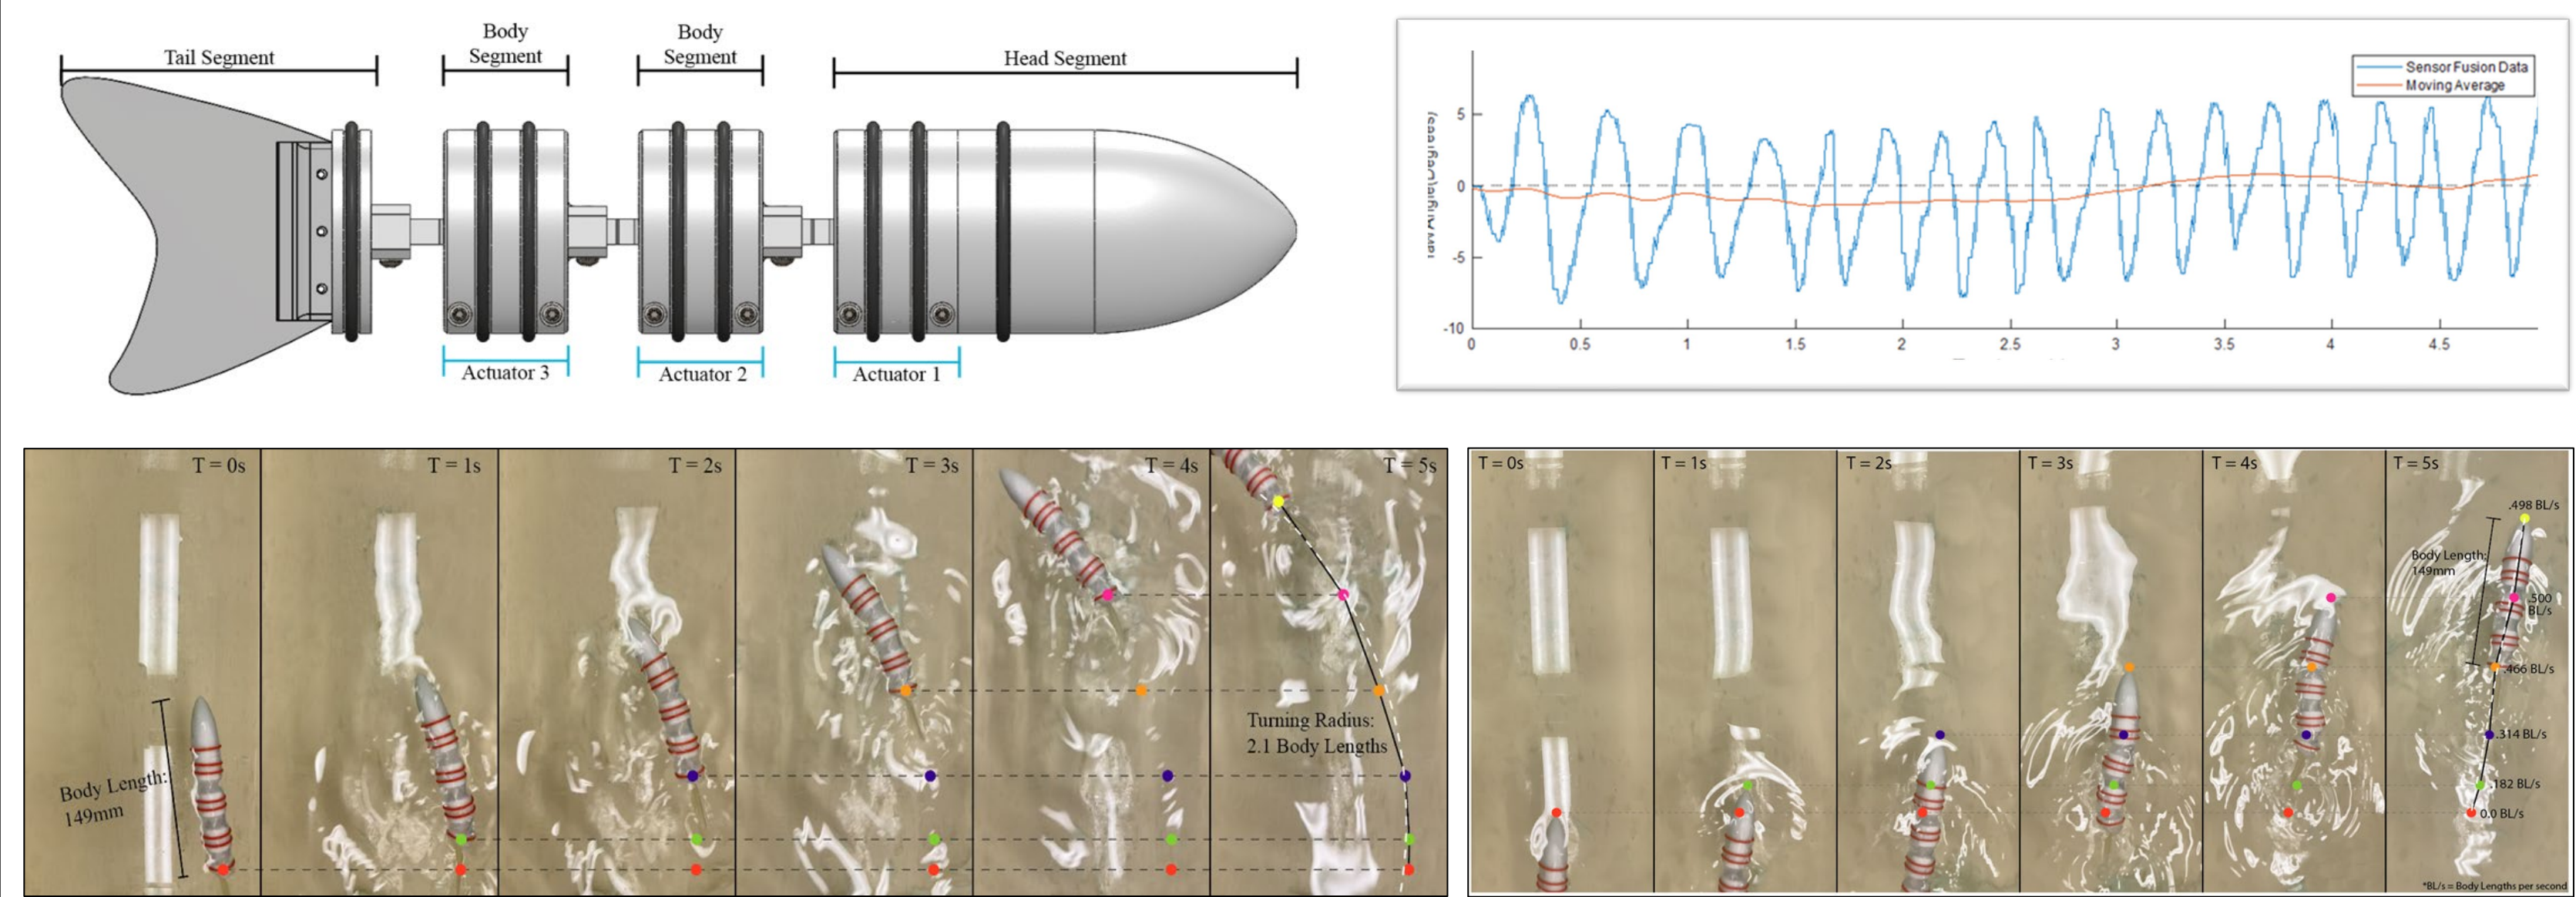 Tail Segment
Body
Segment
Body
Segment
Head Segment
Actuator 3
Actuator 2
Actuator 1
Sensor Fusion Data
Moving Average
5
0
-5
-10
0
0.5
1
1.5
2
2.5
3
3.5
4
4.5
T = 0s
T = 1s
T = 2s
T = 3s
T = 4s
T = 5s
Body Length:
149mm
Turning Radius:
2.1 Body Lengths
T = 0s
T = 1s
T = 2s
T = 3s
T = 4s
T = 5s
.498 BL/s
Body Length:
149mm
.500
BL/s
.466 BL/s
.314 BL/s
.182 BL/s
0.0 BL/s
*BL/s = Body Lengths per second